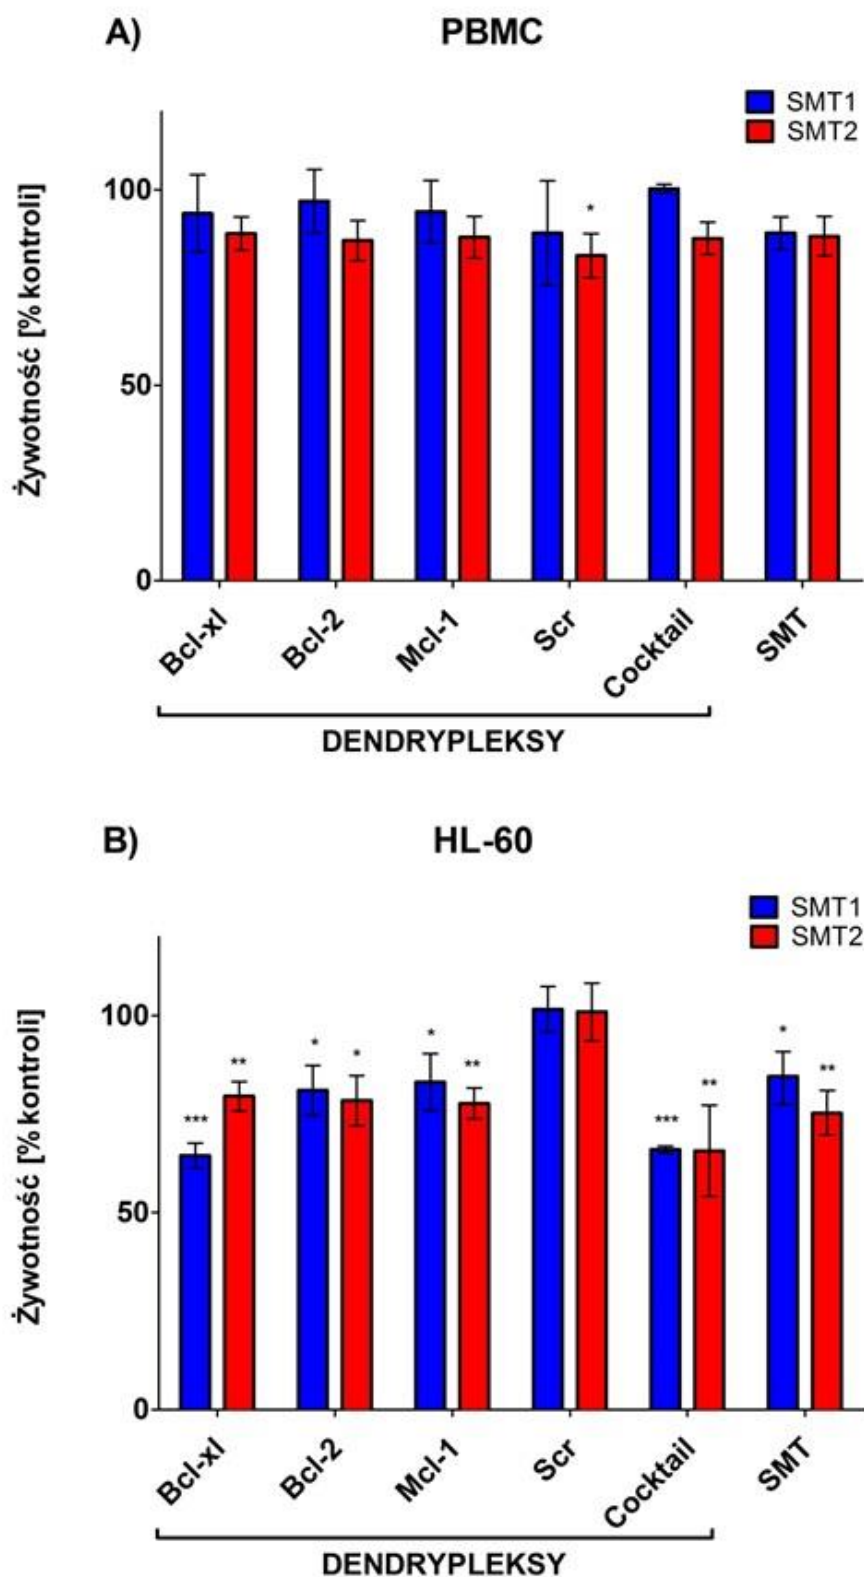 A) PBMC
SMT1
SMT2
Żywotność [% kontroli]
100
*
50
0
Bcl-xl Bcl-2 Mcl-1 Scr Cocktail SMT
DENDRYPLEKSY
B) HL-60
SMT1
SMT2
Żywotność [% kontroli]
100
*** ** * * * ** *** ** * **
50
0
Bcl-xl Bcl-2 Mcl-1 Scr Cocktail SMT
DENDRYPLEKSY